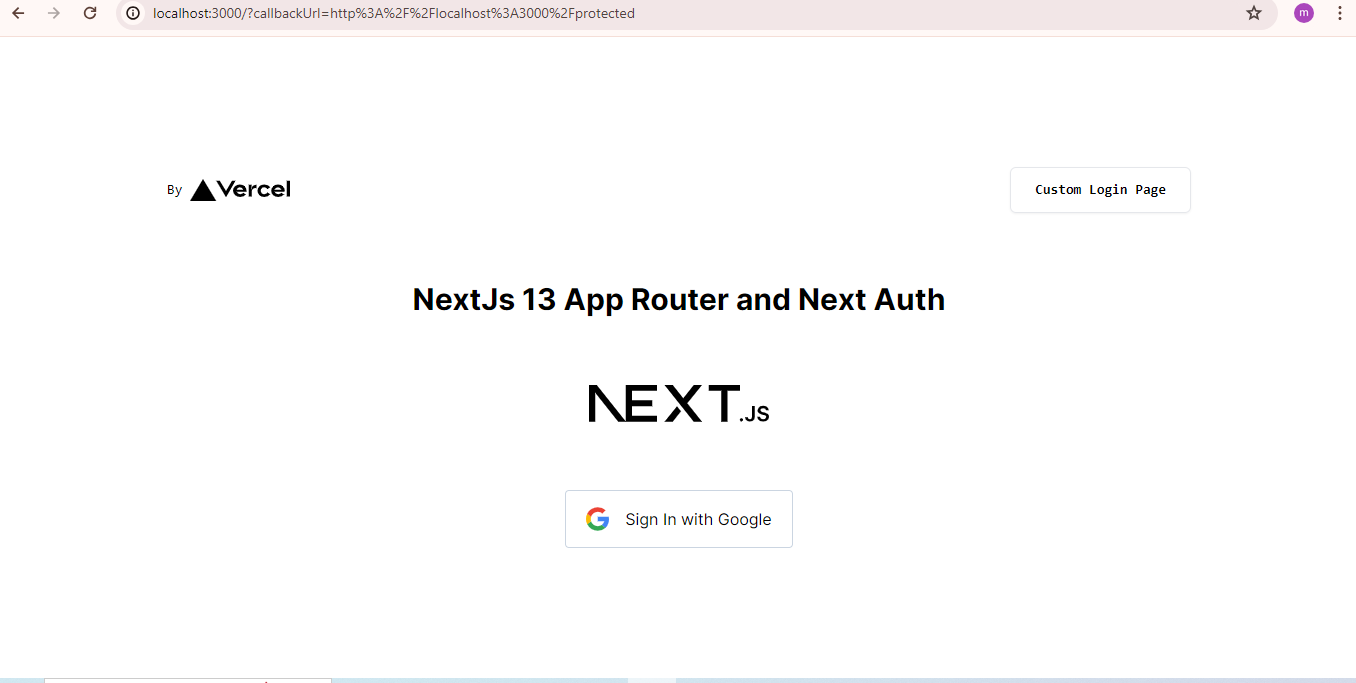 localhost:3000/?callbackUrl=http%3A%2F%2Flocalhost%3A3000%2Fprotected
m
By Vercel
Custom Login Page
NextJs 13 App Router and Next Auth
NEXT.JS
Sign In with Google